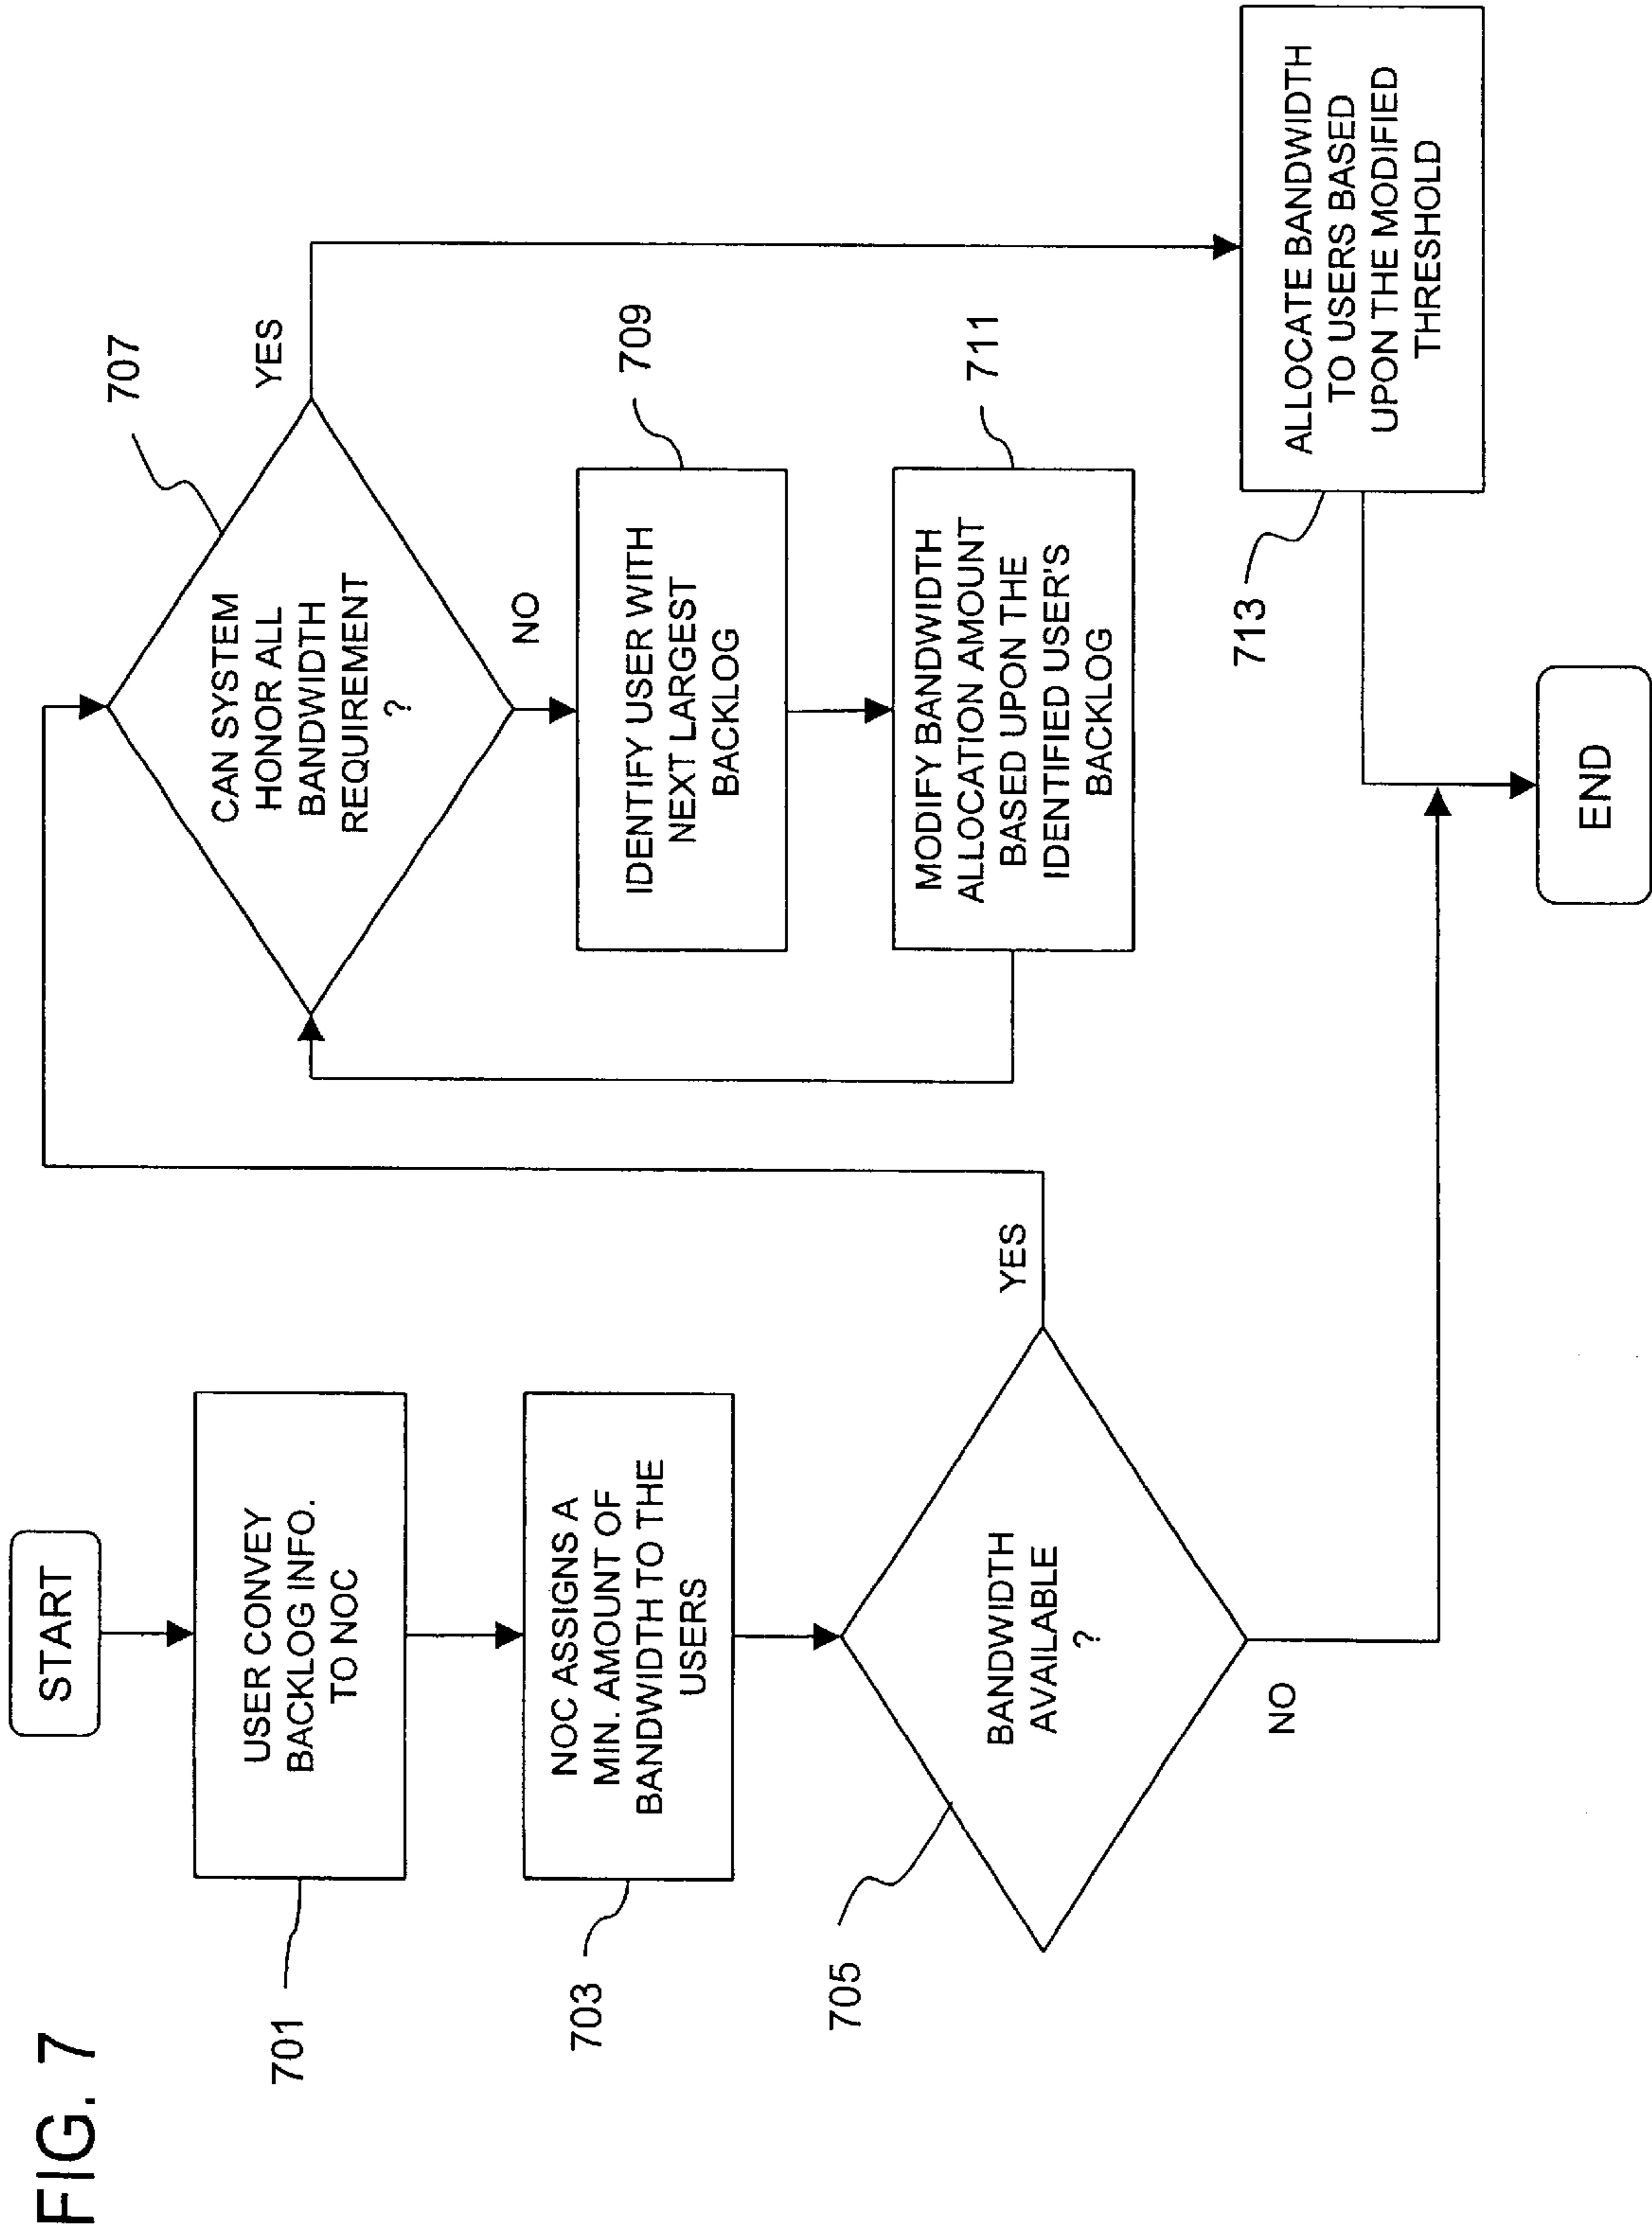 FIG. 7
START
USER CONVEY
BACKLOG INFO.
TO NOC
701
NOC ASSIGNS A
MIN. AMOUNT OF
BANDWIDTH TO THE
USERS
703
BANDWIDTH
AVAILABLE
?
705
YES
NO
CAN SYSTEM
HONOR ALL
BANDWIDTH
REQUIREMENT
?
707
YES
NO
IDENTIFY USER WITH
NEXT LARGEST
BACKLOG
709
MODIFY BANDWIDTH
ALLOCATION AMOUNT
BASED UPON THE
IDENTIFIED USER'S
BACKLOG
711
ALLOCATE BANDWIDTH
TO USERS BASED
UPON THE MODIFIED
THRESHOLD
713
END